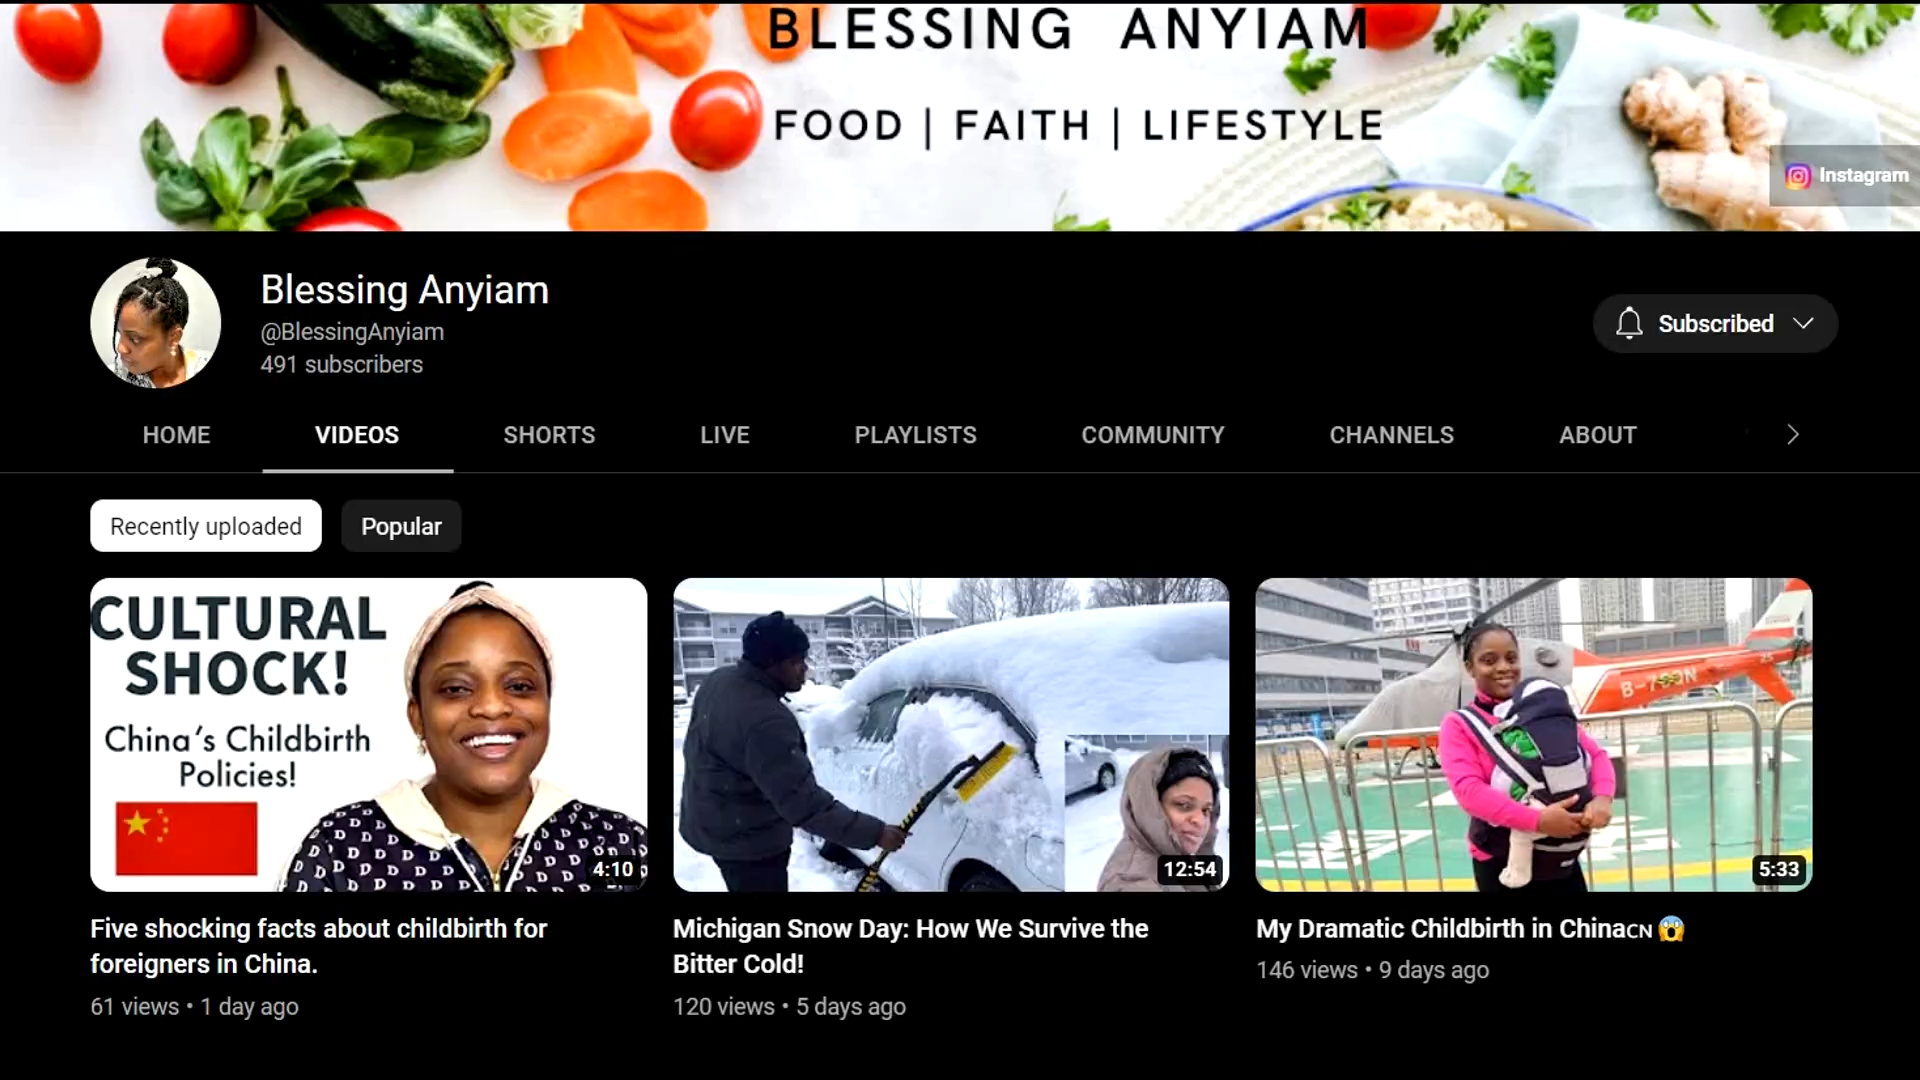 BLESSING ANYIAM
FOOD | FAITH | LIFESTYLE
Instagram
Blessing Anyiam
@BlessingAnyiam
491 subscribers
Subscribed
HOME VIDEOS SHORTS LIVE PLAYLISTS COMMUNITY CHANNELS ABOUT
Recently uploaded Popular
CULTURAL
SHOCK!
China's Childbirth
Policies!
4:10
12:54
B-7
5:33
Five shocking facts about childbirth for
foreigners in China.
61 views • 1 day ago
Michigan Snow Day: How We Survive the
Bitter Cold!
120 views • 5 days ago
My Dramatic Childbirth in ChinaCN 😱
146 views • 9 days ago